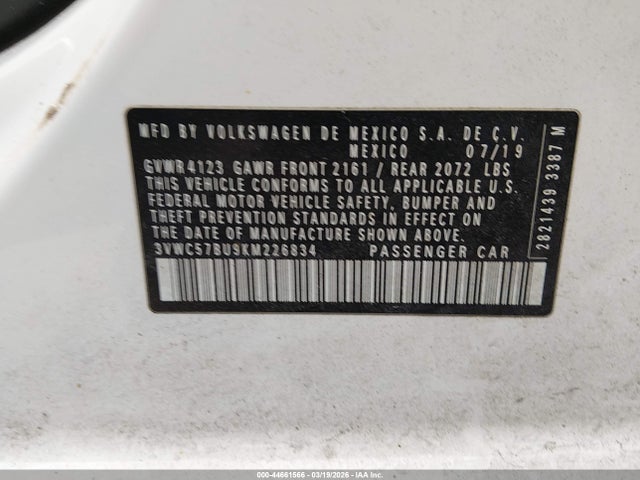 MFD BY VOLKSWAGEN DE MEXICO S.A. DE C.V.
MEXICO 07/19
GVWR 4123 GAWR FRONT 2161 / REAR 2072 LBS
THIS VEHICLE CONFORMS TO ALL APPLICABLE U.S.
FEDERAL MOTOR VEHICLE SAFETY, BUMPER AND
THEFT PREVENTION STANDARDS IN EFFECT ON
THE DATE OF MANUFACTURE SHOWN ABOVE.
3VWC57BU9KM226834 PASSENGER CAR
2821439 3387 M
000-44661566 | 03/19/2026 | IAA Inc.